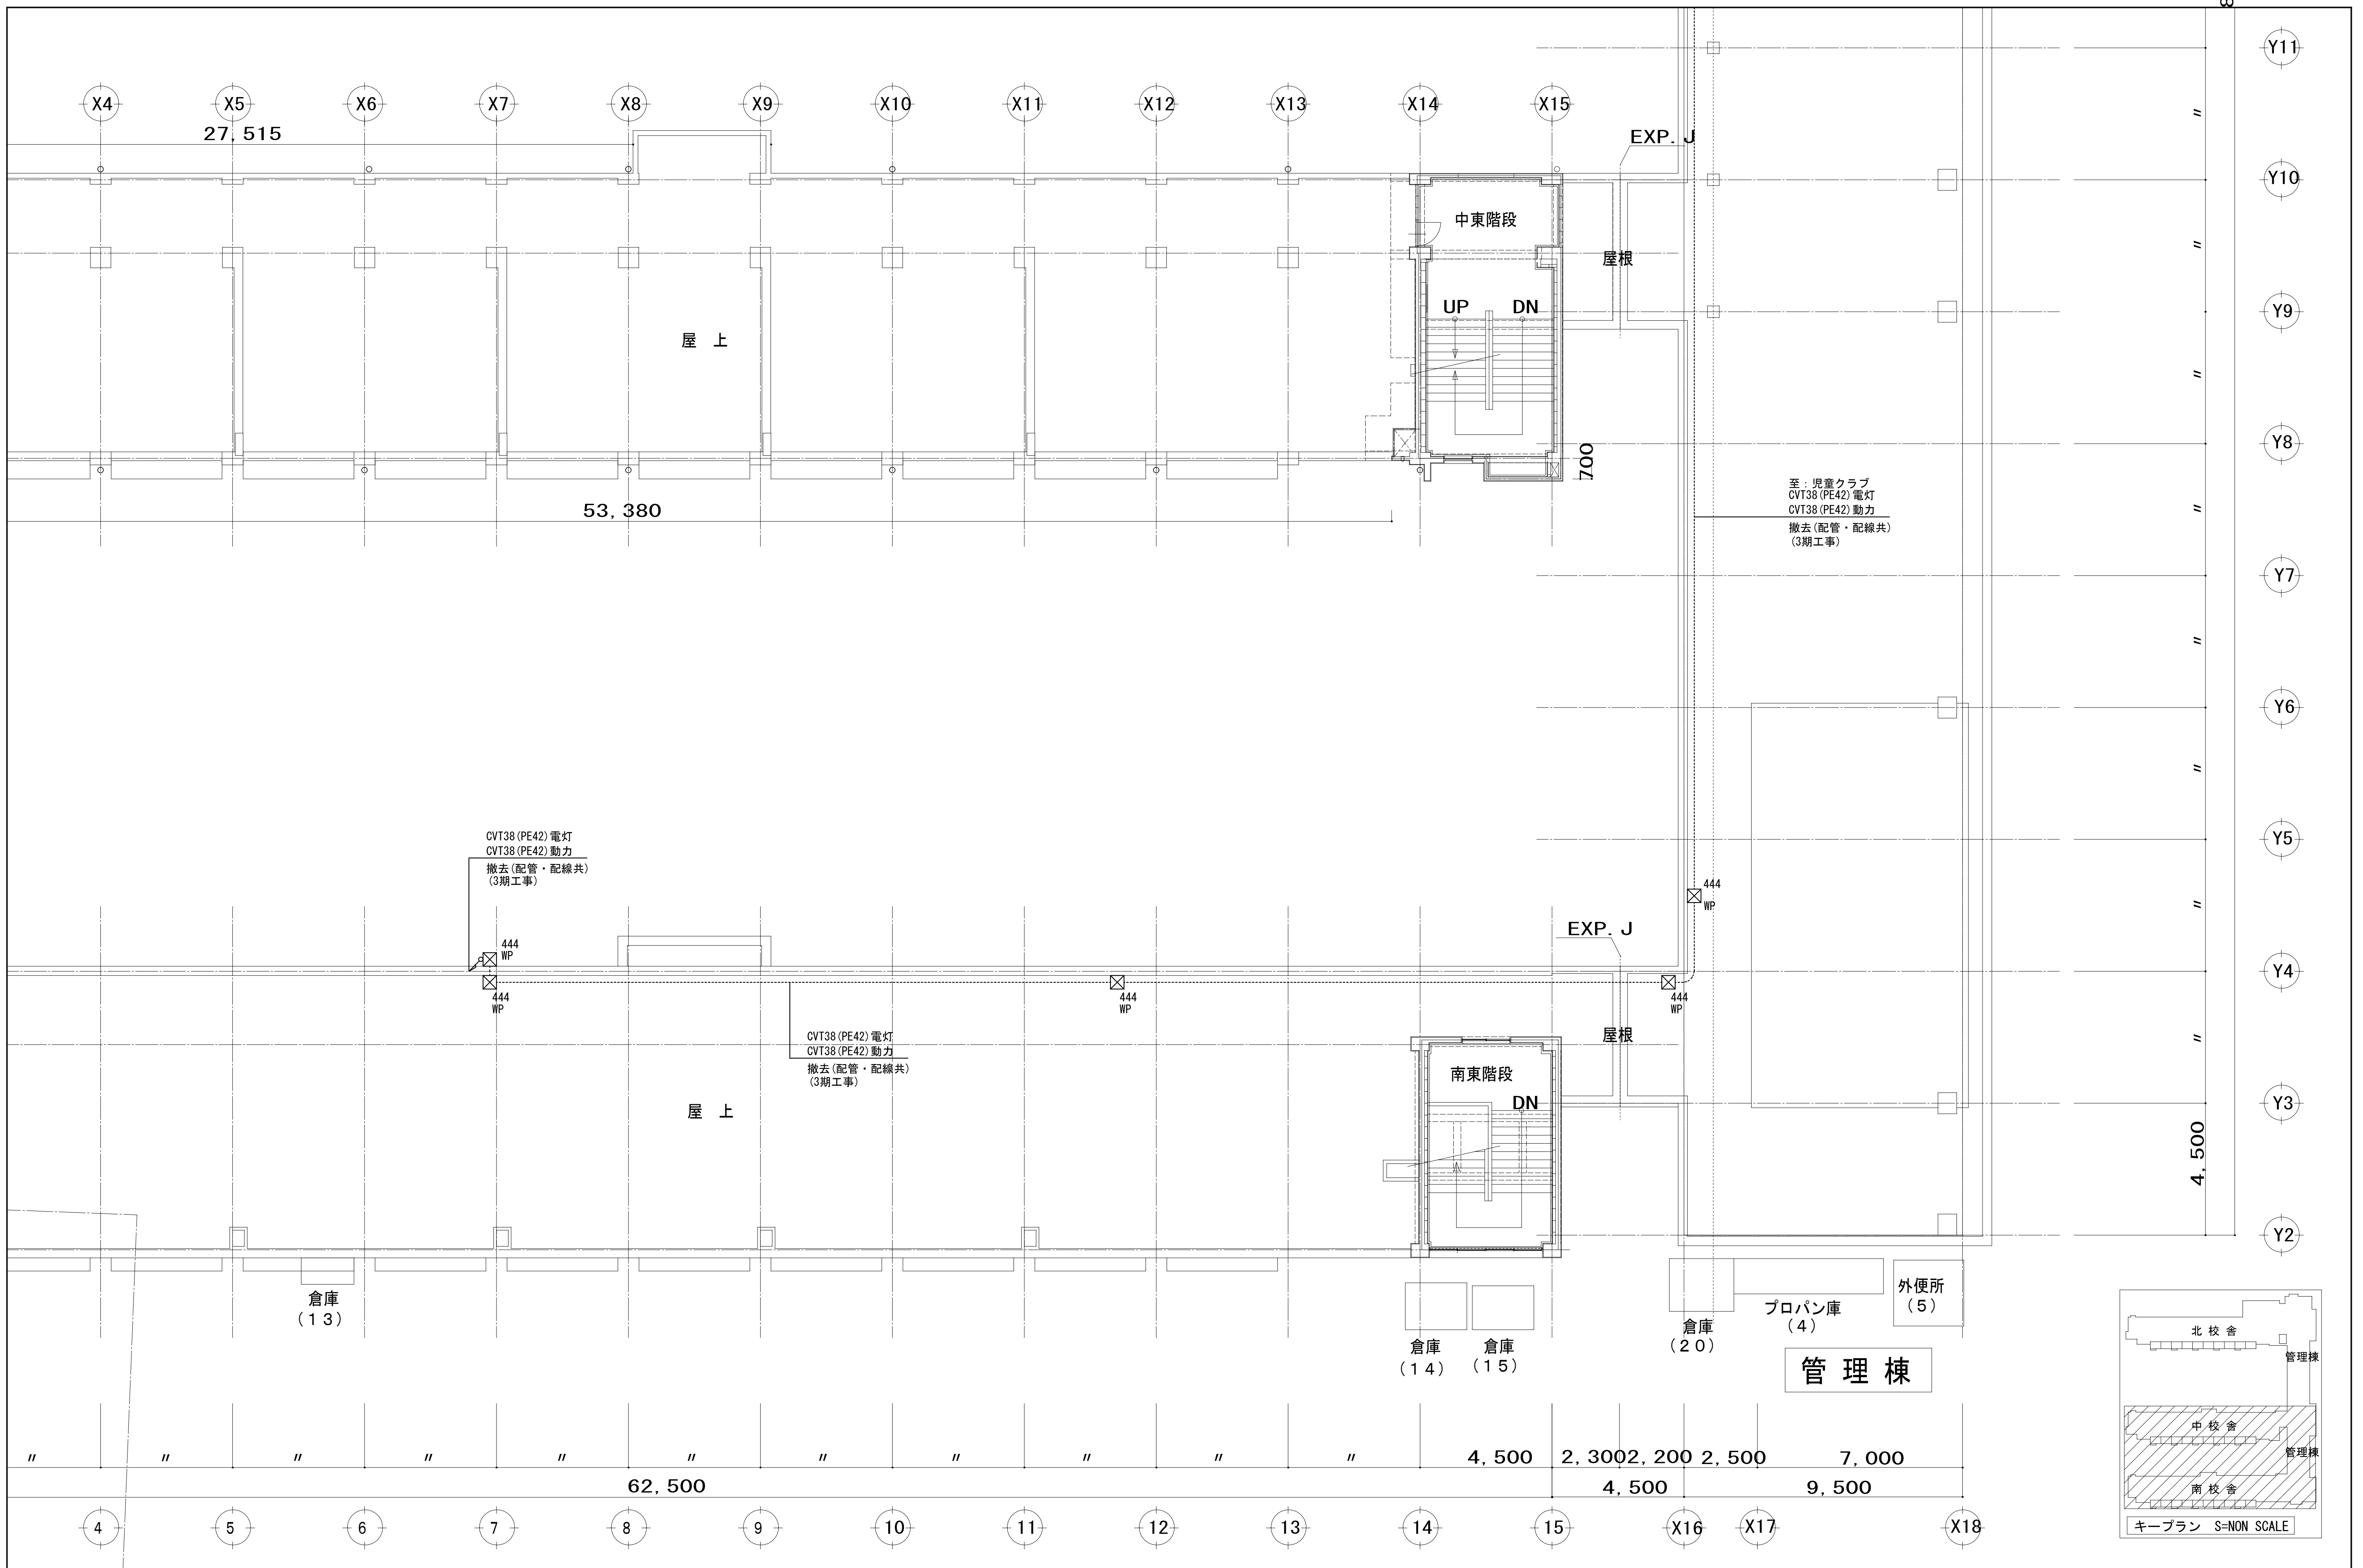 8
Y11
X4
X5
X6
X7
X8
X9
X10
X11
X12
X13
X14
X15
〃
27,515
EXP. J
Y10
中東階段
〃
屋根
UP
DN
Y9
屋 上
〃
Y8
700
至：児童クラブ
CVT38(PE42)電灯
CVT38(PE42)動力
撤去(配管・配線共)
(3期工事)
〃
53,380
Y7
〃
Y6
〃
CVT38(PE42)電灯
CVT38(PE42)動力
撤去(配管・配線共)
(3期工事)
Y5
444
WP
〃
EXP. J
444
WP
Y4
444
WP
444
WP
444
WP
CVT38(PE42)電灯
CVT38(PE42)動力
撤去(配管・配線共)
(3期工事)
屋根
〃
南東階段
DN
屋 上
Y3
4,500
Y2
倉庫
(13)
倉庫
(14)
倉庫
(15)
倉庫
(20)
プロパン庫
(4)
外便所
(5)
管理棟
北校舎
管理棟
中校舎
管理棟
南校舎
キープラン S=NON SCALE
〃 〃 〃 〃 〃 〃 〃 〃 〃 〃 〃 4,500 2,300 2,200 2,500 7,000
62,500 4,500 9,500
4
5
6
7
8
9
10
11
12
13
14
15
X16
X17
X18